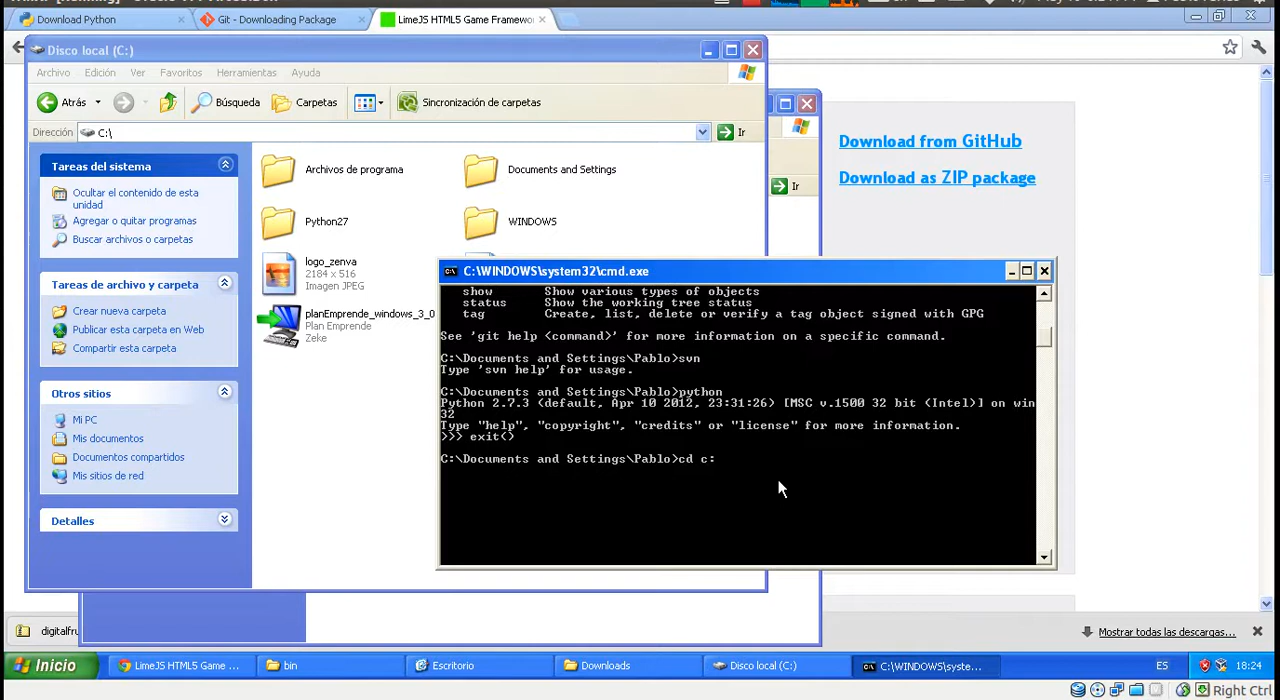 Download Python
Git - Downloading Package
LimeJS HTML5 Game Framewo
Disco local (C:)
Archivo Edición Ver Favoritos Herramientas Ayuda
Atrás Búsqueda Carpetas Sincronización de carpetas
Dirección C:\ Ir
Ir
Tareas del sistema
Ocultar el contenido de esta
unidad
Agregar o quitar programas
Buscar archivos o carpetas
Tareas de archivo y carpeta
Crear nueva carpeta
Publicar esta carpeta en Web
Compartir esta carpeta
Otros sitios
Mi PC
Mis documentos
Documentos compartidos
Mis sitios de red
Detalles
Archivos de programa
Documents and Settings
Python27
WINDOWS
logo_zenva
2184 x 516
Imagen JPEG
planEmprende_windows_3_0
Plan Emprende
Zeke
Download from GitHub
Download as ZIP package
C:\WINDOWS\system32\cmd.exe
show Show various types of objects
status Show the working tree status
tag Create, list, delete or verify a tag object signed with GPG
See 'git help <command>' for more information on a specific command.
C:\Documents and Settings\Pablo>svn
Type 'svn help' for usage.
C:\Documents and Settings\Pablo>python
Python 2.7.3 (default, Apr 10 2012, 23:31:26) [MSC v.1500 32 bit (Intel)] on win
32
Type "help", "copyright", "credits" or "license" for more information.
>>> exit()
C:\Documents and Settings\Pablo>cd c:
digitalfru
Mostrar todas las descargas...
Inicio
LimeJS HTML5 Game ...
bin
Escritorio
Downloads
Disco local (C:)
C:\WINDOWS\syste...
ES
18:24
Right Ctrl